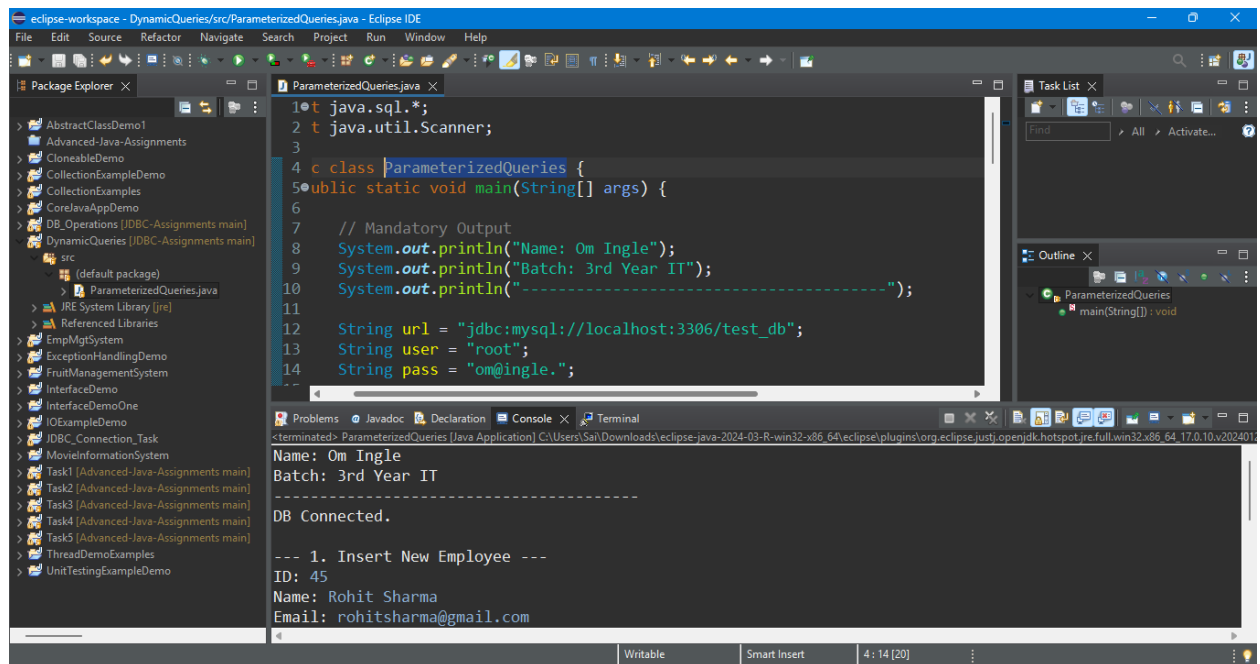 eclipse-workspace - DynamicQueries/src/ParameterizedQueries.java - Eclipse IDE
File Edit Source Refactor Navigate Search Project Run Window Help
Package Explorer
AbstractClassDemo1
Advanced-Java-Assignments
CloneableDemo
CollectionExampleDemo
CollectionExamples
CoreJavaAppDemo
DB_Operations [JDBC-Assignments main]
DynamicQueries [JDBC-Assignments main]
src
(default package)
ParameterizedQueries.java
JRE System Library [jre]
Referenced Libraries
EmpMgtSystem
ExceptionHandlingDemo
FruitManagementSystem
InterfaceDemo
InterfaceDemoOne
IOExampleDemo
JDBC_Connection_Task
MovieInformationSystem
Task1 [Advanced-Java-Assignments main]
Task2 [Advanced-Java-Assignments main]
Task3 [Advanced-Java-Assignments main]
Task4 [Advanced-Java-Assignments main]
Task5 [Advanced-Java-Assignments main]
ThreadDemoExamples
UnitTestingExampleDemo
ParameterizedQueries.java
1 t java.sql.*;
2 t java.util.Scanner;
3
4 c class ParameterizedQueries {
5 ublic static void main(String[] args) {
6
7 // Mandatory Output
8 System.out.println("Name: Om Ingle");
9 System.out.println("Batch: 3rd Year IT");
10 System.out.println("----------------------------------------");
11
12 String url = "jdbc:mysql://localhost:3306/test_db";
13 String user = "root";
14 String pass = "om@ingle.";
Task List
Find All Activate...
Outline
ParameterizedQueries
main(String[]) : void
Problems Javadoc Declaration Console Terminal
<terminated> ParameterizedQueries [Java Application] C:\Users\Sai\Downloads\eclipse-java-2024-03-R-win32-x86_64\eclipse\plugins\org.eclipse.justj.openjdk.hotspot.jre.full.win32.x86_64_17.0.10.v2024012
Name: Om Ingle
Batch: 3rd Year IT
----------------------------------------
DB Connected.
--- 1. Insert New Employee ---
ID: 45
Name: Rohit Sharma
Email: rohitsharma@gmail.com
Writable Smart Insert 4 : 14 [20]